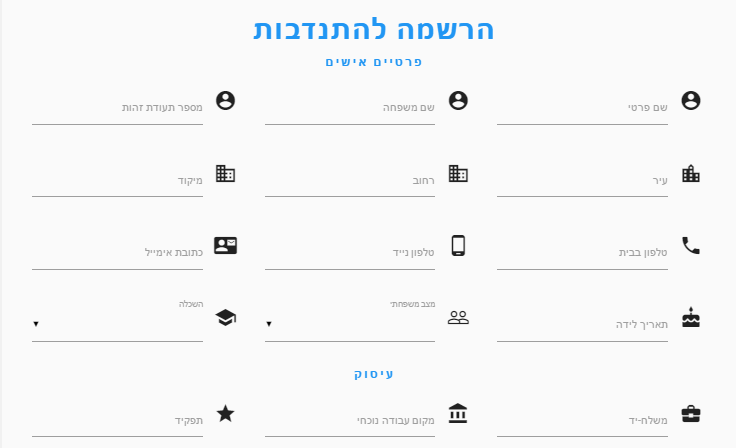 הרשמה להתנדבות
פרטיים אישים
שם פרטי
שם משפחה
מספר תעודת זהות
עיר
רחוב
מיקוד
טלפון בבית
טלפון נייד
כתובת אימייל
תאריך לידה
מצב משפחתי
השכלה
עיסוק
משלח-יד
מקום עבודה נוכחי
תפקיד